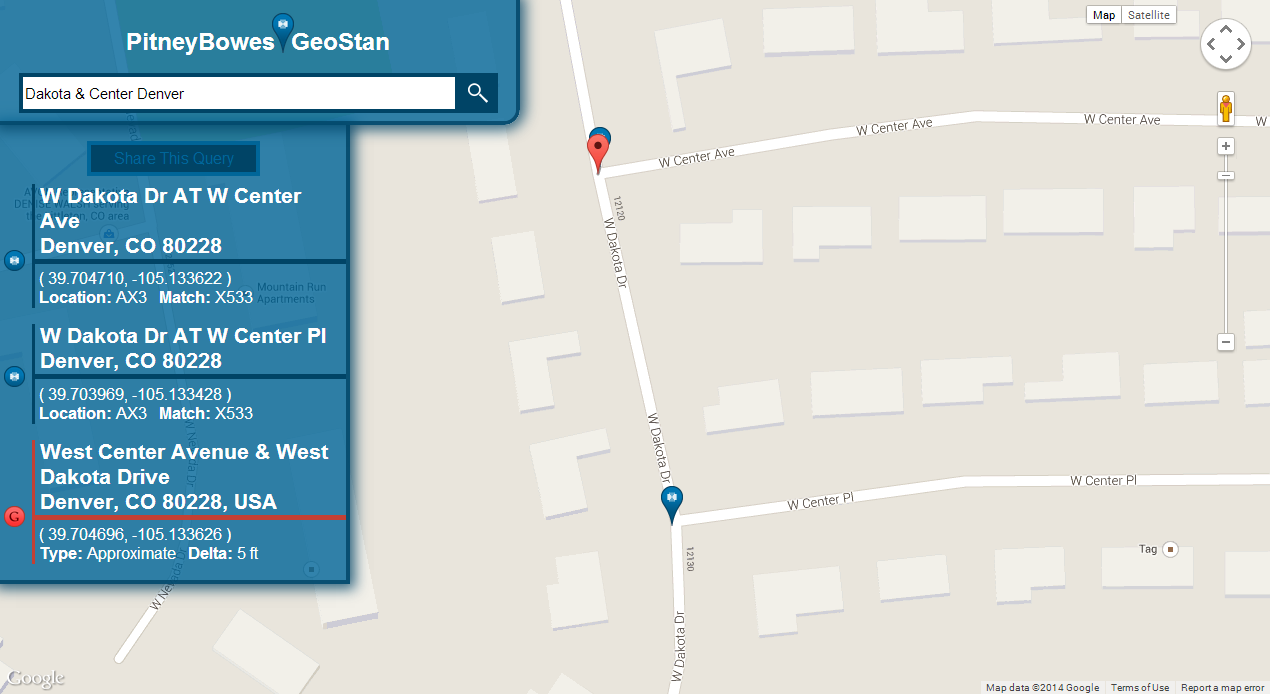 PitneyBowes GeoStan
Dakota & Center Denver
Share This Query
W Dakota Dr AT W Center
Ave
Denver, CO 80228
( 39.704710, -105.133622 )
Location: AX3 Match: X533
W Dakota Dr AT W Center Pl
Denver, CO 80228
( 39.703969, -105.133428 )
Location: AX3 Match: X533
G
West Center Avenue & West
Dakota Drive
Denver, CO 80228, USA
( 39.704696, -105.133626 )
Type: Approximate Delta: 5 ft
Mountain Run
Apartments
W Nevada
Google
Map Satellite
W Center Ave
W Center Ave
W Center Ave
W
12120
W Dakota Dr
W Dakota Dr
W Center Pl
W Center Pl
12130
W Dakota Dr
Tag
Map data ©2014 Google Terms of Use Report a map error